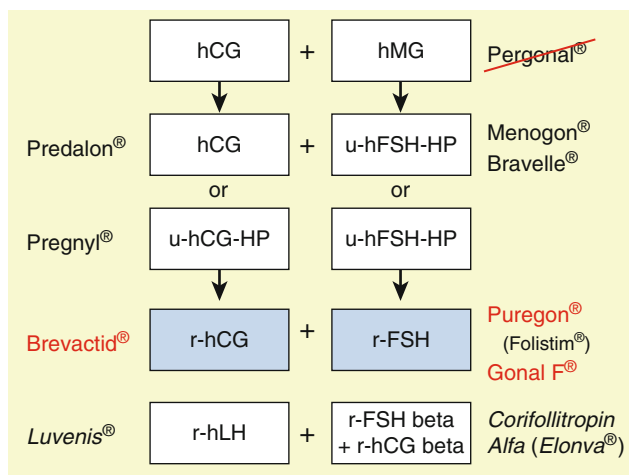 hCG + hMG Pergonal®
Predalon® hCG + u-hFSH-HP Menogon®
Bravelle®
or or
Pregnyl® u-hCG-HP u-hFSH-HP
Brevactid® r-hCG + r-FSH Puregon®
(Folistim®)
Gonal F®
Luvenis® r-hLH + r-FSH beta
+ r-hCG beta Corifollitropin
Alfa (Elonva®)